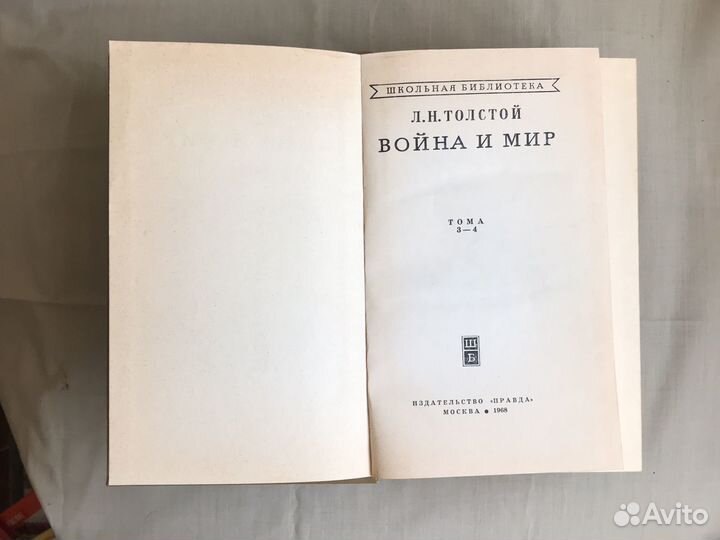 ШКОЛЬНАЯ БИБЛИОТЕКА
Л.Н.ТОЛСТОЙ
ВОЙНА И МИР
ТОМА
3—4
Ш
Б
ИЗДАТЕЛЬСТВО «ПРАВДА»
МОСКВА • 1968
Avito